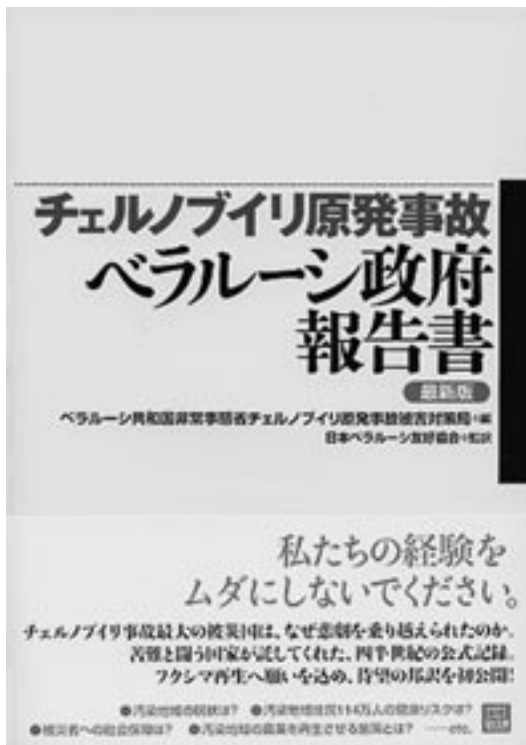 チェルノブイリ原発事故
ベラルーシ政府
報告書
最新版
ベラルーシ共和国非常事態省チェルノブイリ原発事故被害対策局・編
日本ベラルーシ友好協会・監訳
私たちの経験を
ムダにしないでください。
チェルノブイリ事故最大の被災国は、なぜ悲劇を乗り越えられたのか。
苦難と闘う国家が託してくれた、四半世紀の公式記録。
フクシマ再生へ願いを込め、待望の邦訳を初公開!
●汚染地域の現状は? ●汚染地域住民114万人の健康リスクは?
●被災者への社会保障は? ●汚染地域の農業を再生させる施策とは? ――etc.